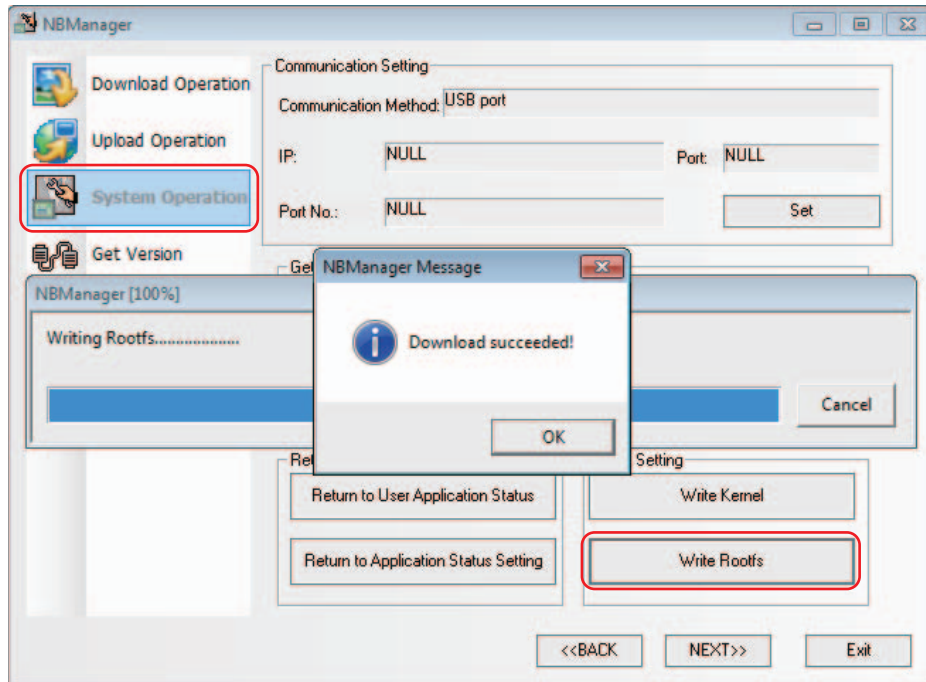 NBManager
Download Operation
Upload Operation
System Operation
Get Version
Communication Setting
Communication Method: USB port
IP: NULL Port: NULL
Port No.: NULL Set
Get
NBManager [100%]
Writing Rootfs....................
Cancel
NBManager Message
Download succeeded!
OK
Ret
Setting
Return to User Application Status
Write Kernel
Return to Application Status Setting
Write Rootfs
<<BACK NEXT>> Exit